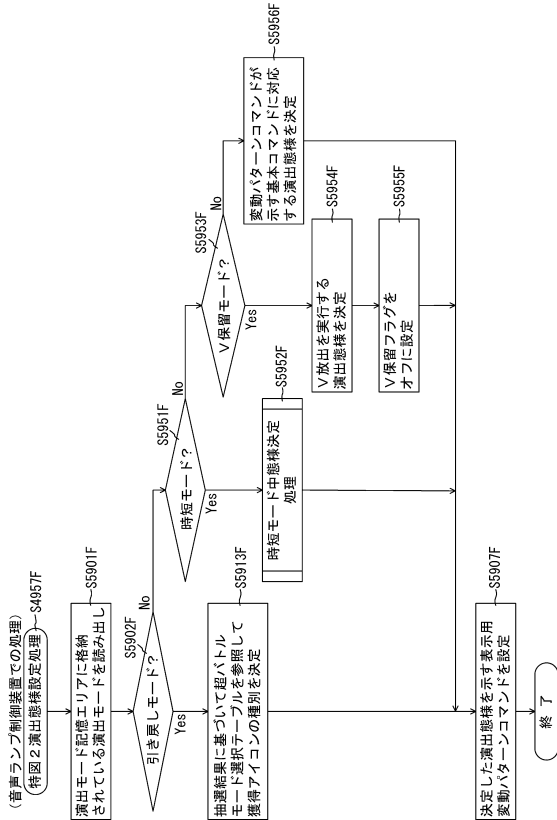 (音声ランプ制御装置での処理)
特図2演出態様設定処理
S4957F
演出モード記憶エリアに格納
されている演出モードを読み出し
S5901F
引き戻しモード?
S5902F
No
Yes
抽選結果に基づいて超バトル
モード選択テーブルを参照して
獲得アイコンの種別を決定
S5913F
時短モード?
S5951F
No
Yes
時短モード中態様決定
処理
S5952F
V保留モード?
S5953F
No
Yes
V放出を実行する
演出態様を決定
S5954F
V保留フラグを
オフに設定
S5955F
変動パターンコマンドが
示す基本コマンドに対応
する演出態様を決定
S5956F
決定した演出態様を示す表示用
変動パターンコマンドを設定
S5907F
終了